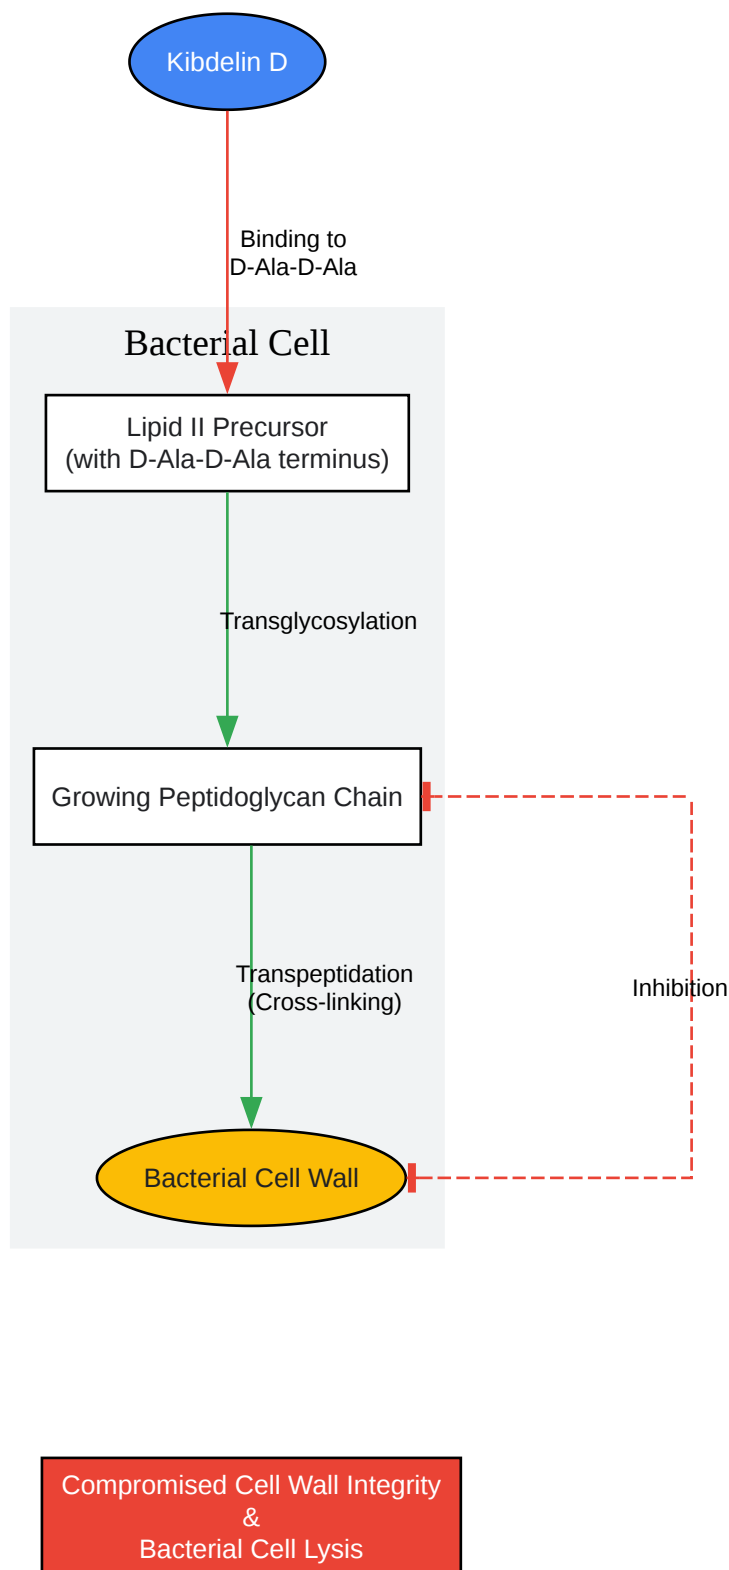 Kibdelin D
Binding to
D-Ala-D-Ala
Bacterial Cell
Lipid II Precursor
(with D-Ala-D-Ala terminus)
Transglycosylation
Growing Peptidoglycan Chain
Transpeptidation
(Cross-linking)
Inhibition
Bacterial Cell Wall
Compromised Cell Wall Integrity
&
Bacterial Cell Lysis